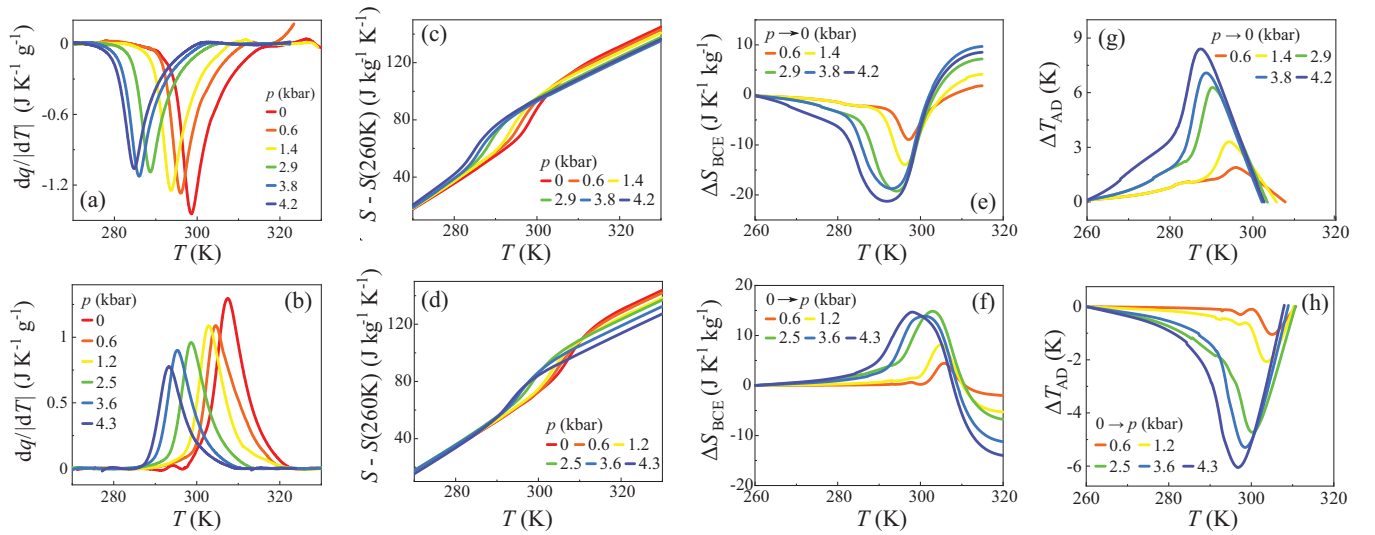 dq/|dT| (J K⁻¹ g⁻¹)
0
-0.6
-1.2
280
300
320
T (K)
(a)
p (kbar)
0
0.6
1.4
2.9
3.8
4.2
S - S(260K) (J kg⁻¹ K⁻¹)
120
80
40
280
300
320
T (K)
(c)
p (kbar)
0 0.6 1.4
2.9 3.8 4.2
ΔS_BCE (J K⁻¹ kg⁻¹)
10
0
-10
-20
260
280
300
320
T (K)
p→0 (kbar)
0.6 1.4
2.9 3.8 4.2
(e)
ΔT_AD (K)
9
6
3
0
260
280
300
320
T (K)
(g)
p→0 (kbar)
0.6 1.4 2.9
3.8 4.2
dq/|dT| (J K⁻¹ g⁻¹)
1
0.5
0
280
300
320
T (K)
p (kbar)
0
0.6
1.2
2.5
3.6
4.3
(b)
S - S(260K) (J kg⁻¹ K⁻¹)
120
80
40
280
300
320
T (K)
(d)
p (kbar)
0 0.6 1.2
2.5 3.6 4.3
ΔS_BCE (J K⁻¹ kg⁻¹)
20
15
10
5
0
-5
-10
-20
260
280
300
320
T (K)
0→p (kbar)
0.6 1.2
2.5 3.6 4.3
(f)
ΔT_AD (K)
0
-2
-4
-6
260
280
300
320
T (K)
(h)
0→p (kbar)
0.6 1.2
2.5 3.6 4.3